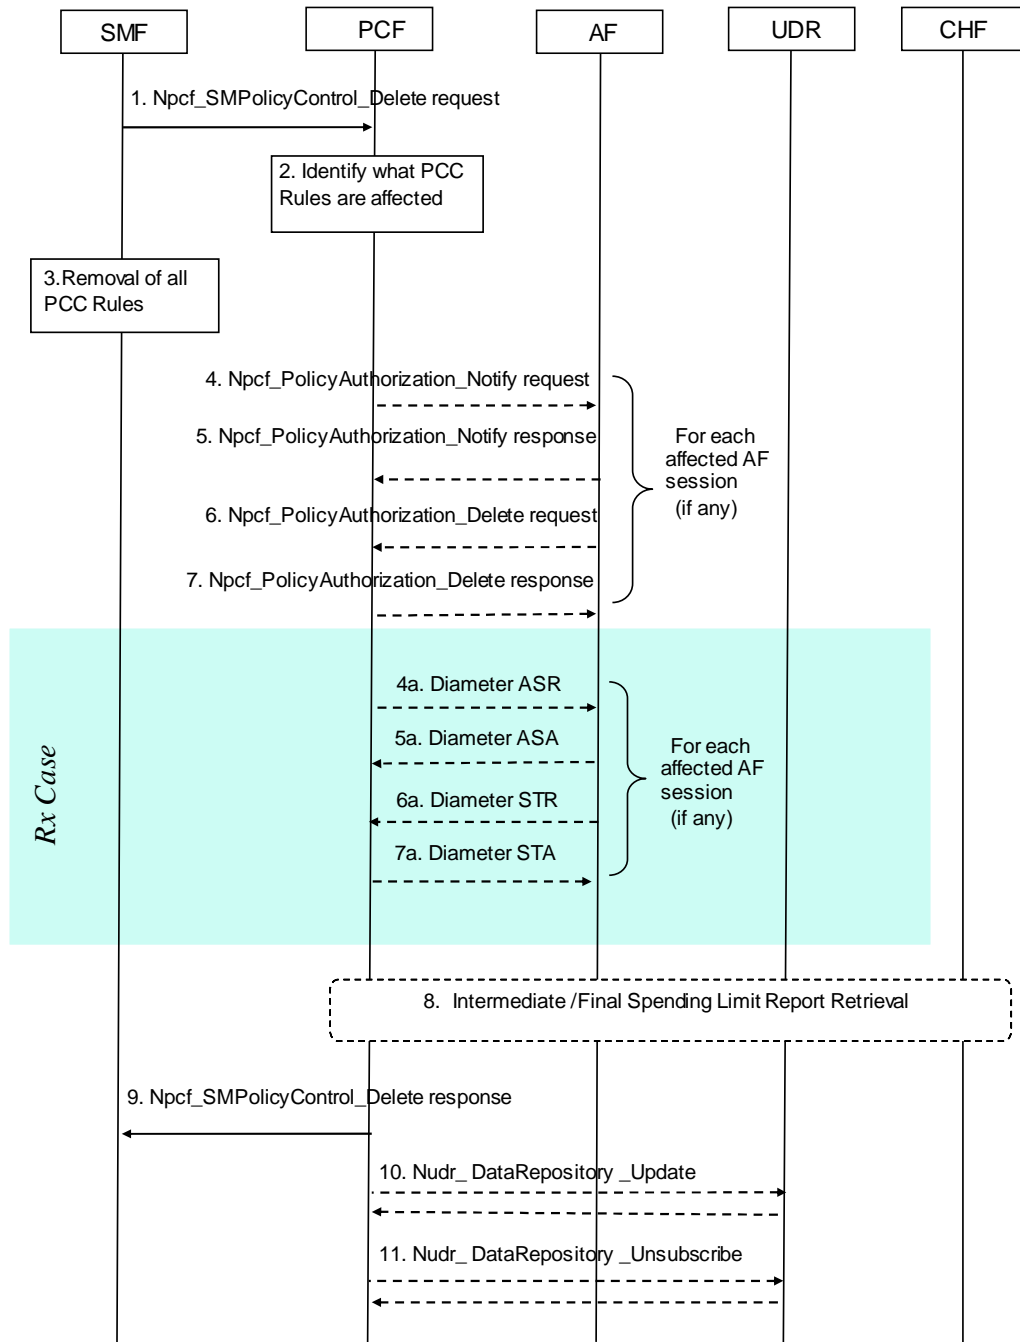 SMF
PCF
AF
UDR
CHF
1. Npcf_SMPolicyControl_Delete request
2. Identify what PCC
Rules are affected
3.Removal of all
PCC Rules
4. Npcf_PolicyAuthorization_Notify request
5. Npcf_PolicyAuthorization_Notify response
6. Npcf_PolicyAuthorization_Delete request
7. Npcf_PolicyAuthorization_Delete response
For each
affected AF
session
(if any)
Rx Case
4a. Diameter ASR
5a. Diameter ASA
6a. Diameter STR
7a. Diameter STA
For each
affected AF
session
(if any)
8. Intermediate /Final Spending Limit Report Retrieval
9. Npcf_SMPolicyControl_Delete response
10. Nudr_ DataRepository _Update
11. Nudr_ DataRepository _Unsubscribe